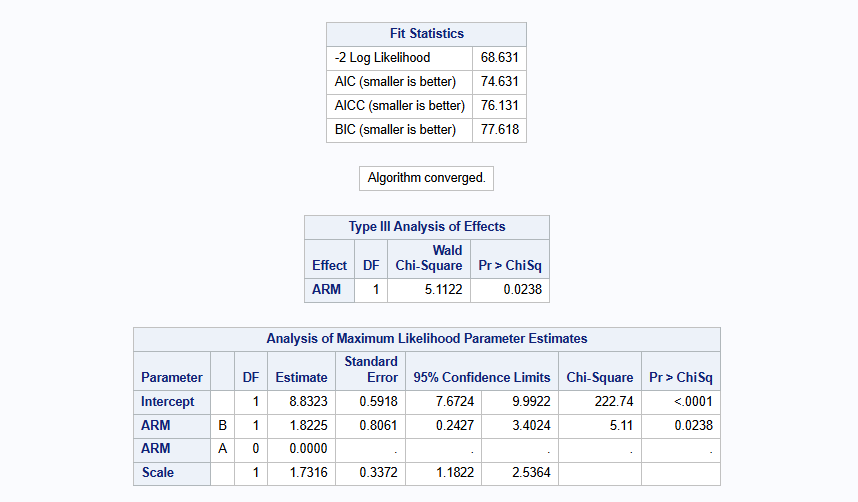 Fit Statistics
-2 Log Likelihood 68.631
AIC (smaller is better) 74.631
AICC (smaller is better) 76.131
BIC (smaller is better) 77.618
Algorithm converged.
Type III Analysis of Effects
Effect DF Wald Chi-Square Pr > ChiSq
ARM 1 5.1122 0.0238
Analysis of Maximum Likelihood Parameter Estimates
Parameter DF Estimate Standard Error 95% Confidence Limits Chi-Square Pr > ChiSq
Intercept 1 8.8323 0.5918 7.6724 9.9922 222.74 <.0001
ARM B 1 1.8225 0.8061 0.2427 3.4024 5.11 0.0238
ARM A 0 0.0000 . . . . .
Scale 1 1.7316 0.3372 1.1822 2.5364